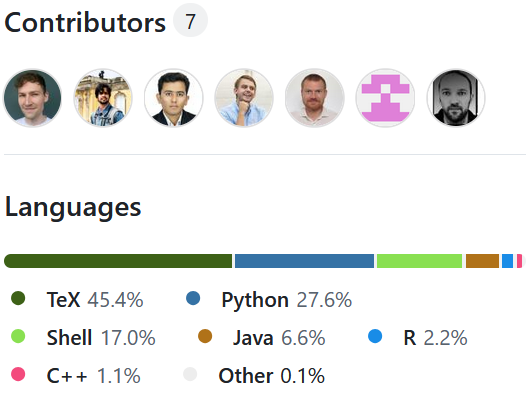 Contributors 7
Languages
TeX 45.4% Python 27.6%
Shell 17.0% Java 6.6% R 2.2%
C++ 1.1% Other 0.1%